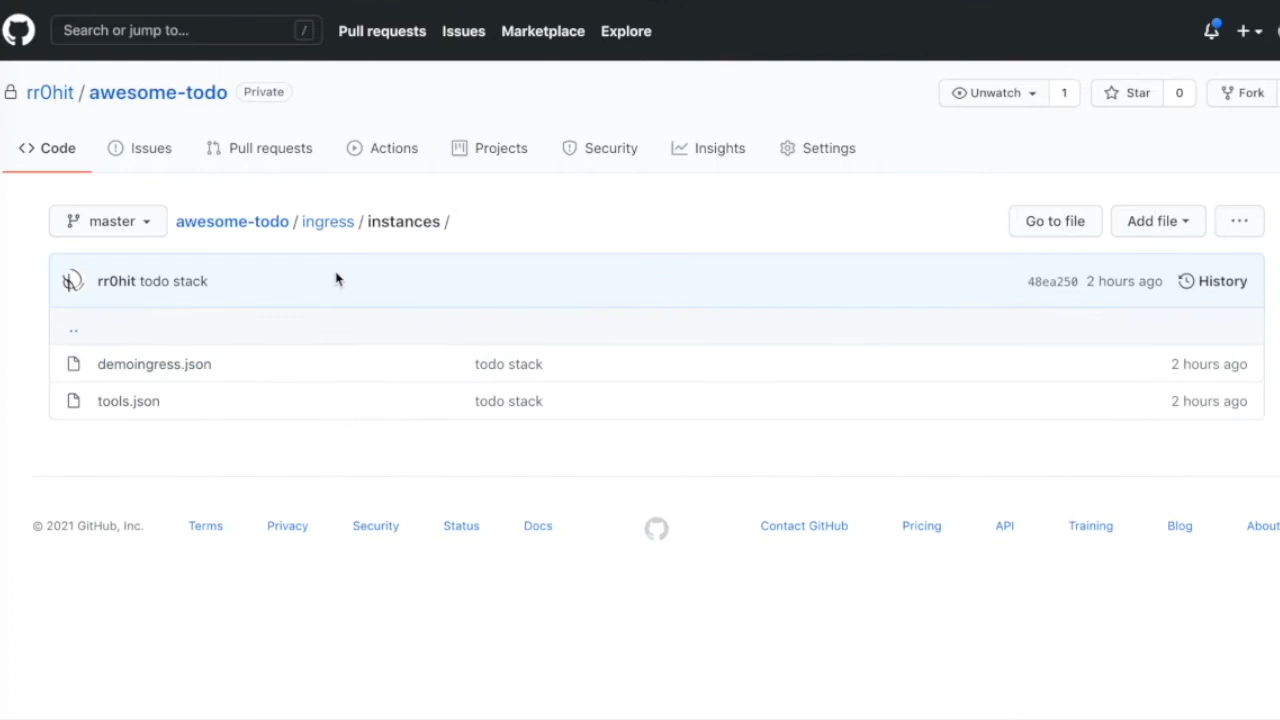 Search or jump to... / Pull requests Issues Marketplace Explore
rr0hit / awesome-todo Private Unwatch 1 Star 0 Fork
Code Issues Pull requests Actions Projects Security Insights Settings
master awesome-todo / ingress / instances / Go to file Add file ...
rr0hit todo stack 48ea250 2 hours ago History
..
demoingress.json todo stack 2 hours ago
tools.json todo stack 2 hours ago
© 2021 GitHub, Inc. Terms Privacy Security Status Docs Contact GitHub Pricing API Training Blog About